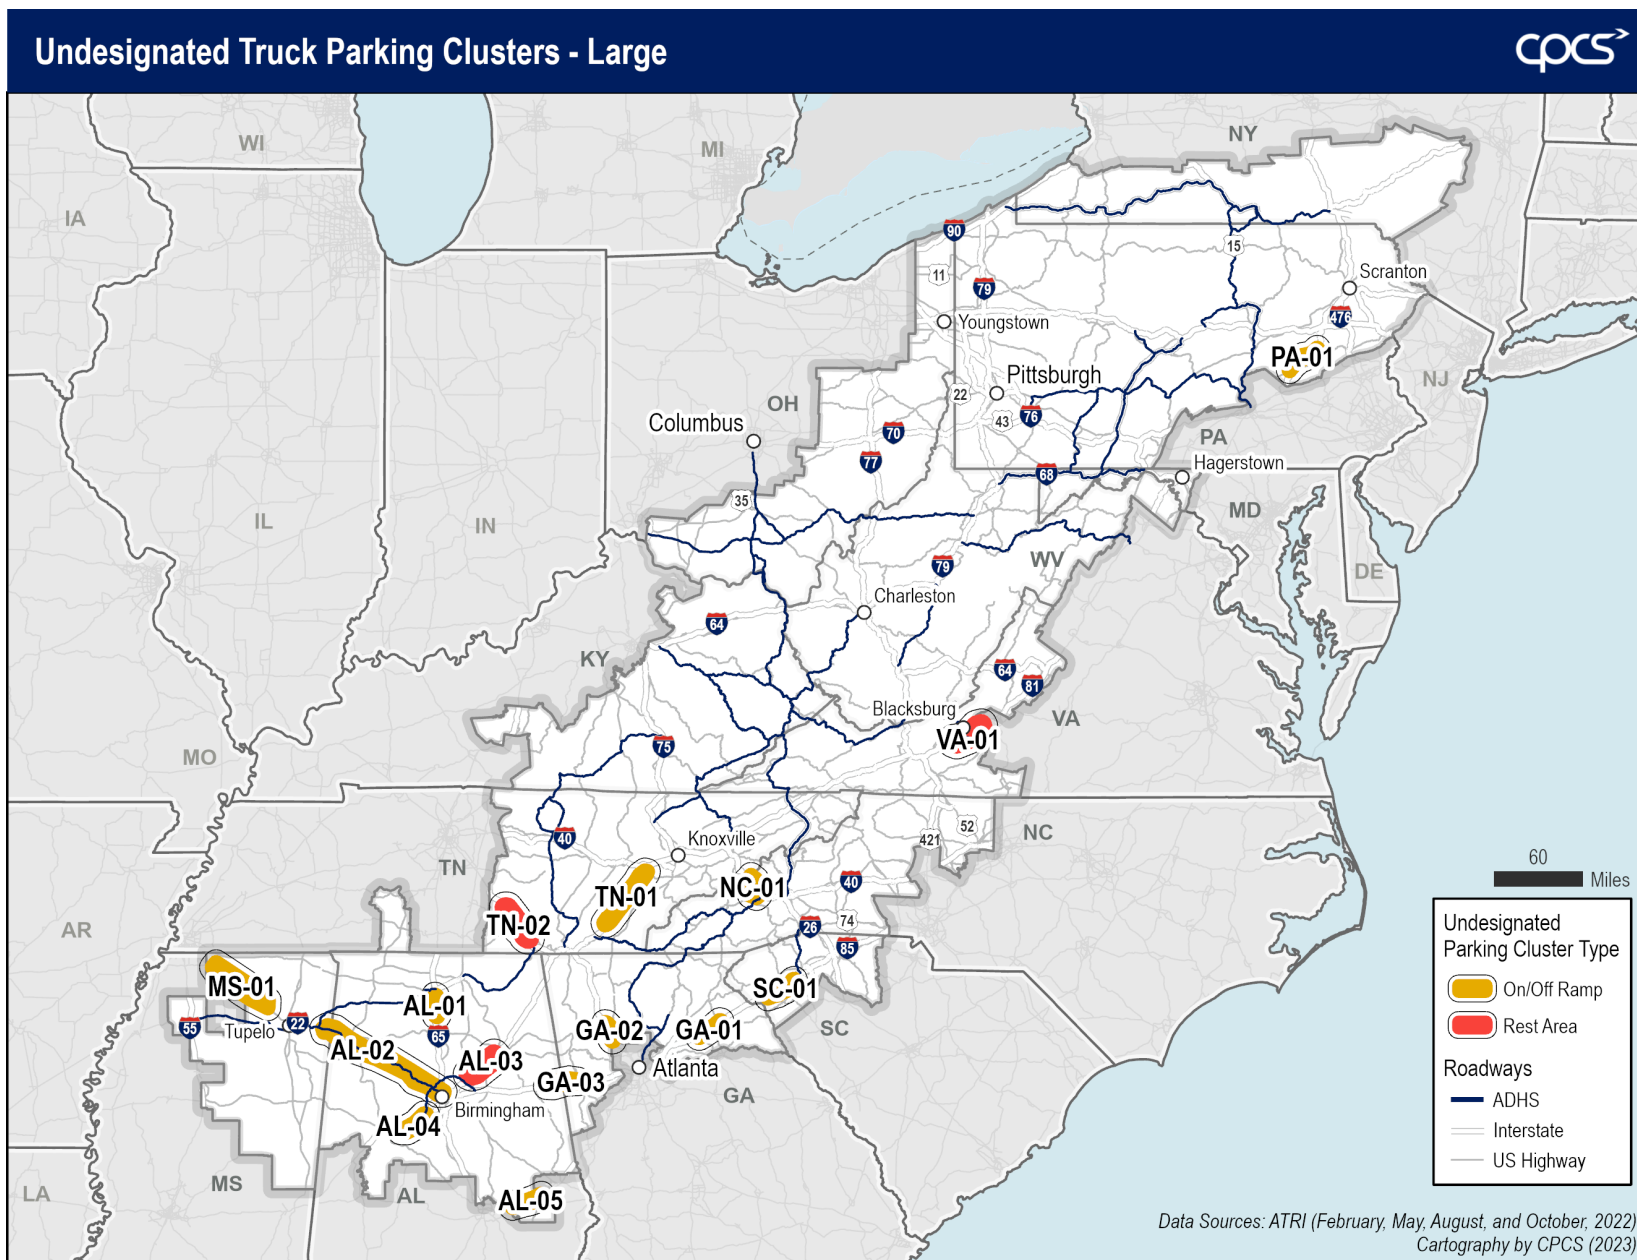 Undesignated Truck Parking Clusters - Large
cpcs
WI
MI
NY
IA
90
15
11
79
Scranton
476
Youngstown
PA-01
Pittsburgh
NJ
22
43
76
OH
Columbus
70
PA
77
68
Hagerstown
35
MD
IL
IN
79
WV
DE
Charleston
64
KY
64
81
Blacksburg
VA
VA-01
75
MO
52
NC
40
421
Knoxville
TN
TN-01
NC-01
40
TN-02
74
26
85
AR
MS-01
SC-01
AL-01
55
Tupelo
22
65
GA-02
GA-01
SC
AL-02
AL-03
Atlanta
GA-03
GA
Birmingham
AL-04
MS
AL
AL-05
LA
60
Miles
Undesignated
Parking Cluster Type
On/Off Ramp
Rest Area
Roadways
ADHS
Interstate
US Highway
Data Sources: ATRI (February, May, August, and October, 2022)
Cartography by CPCS (2023)